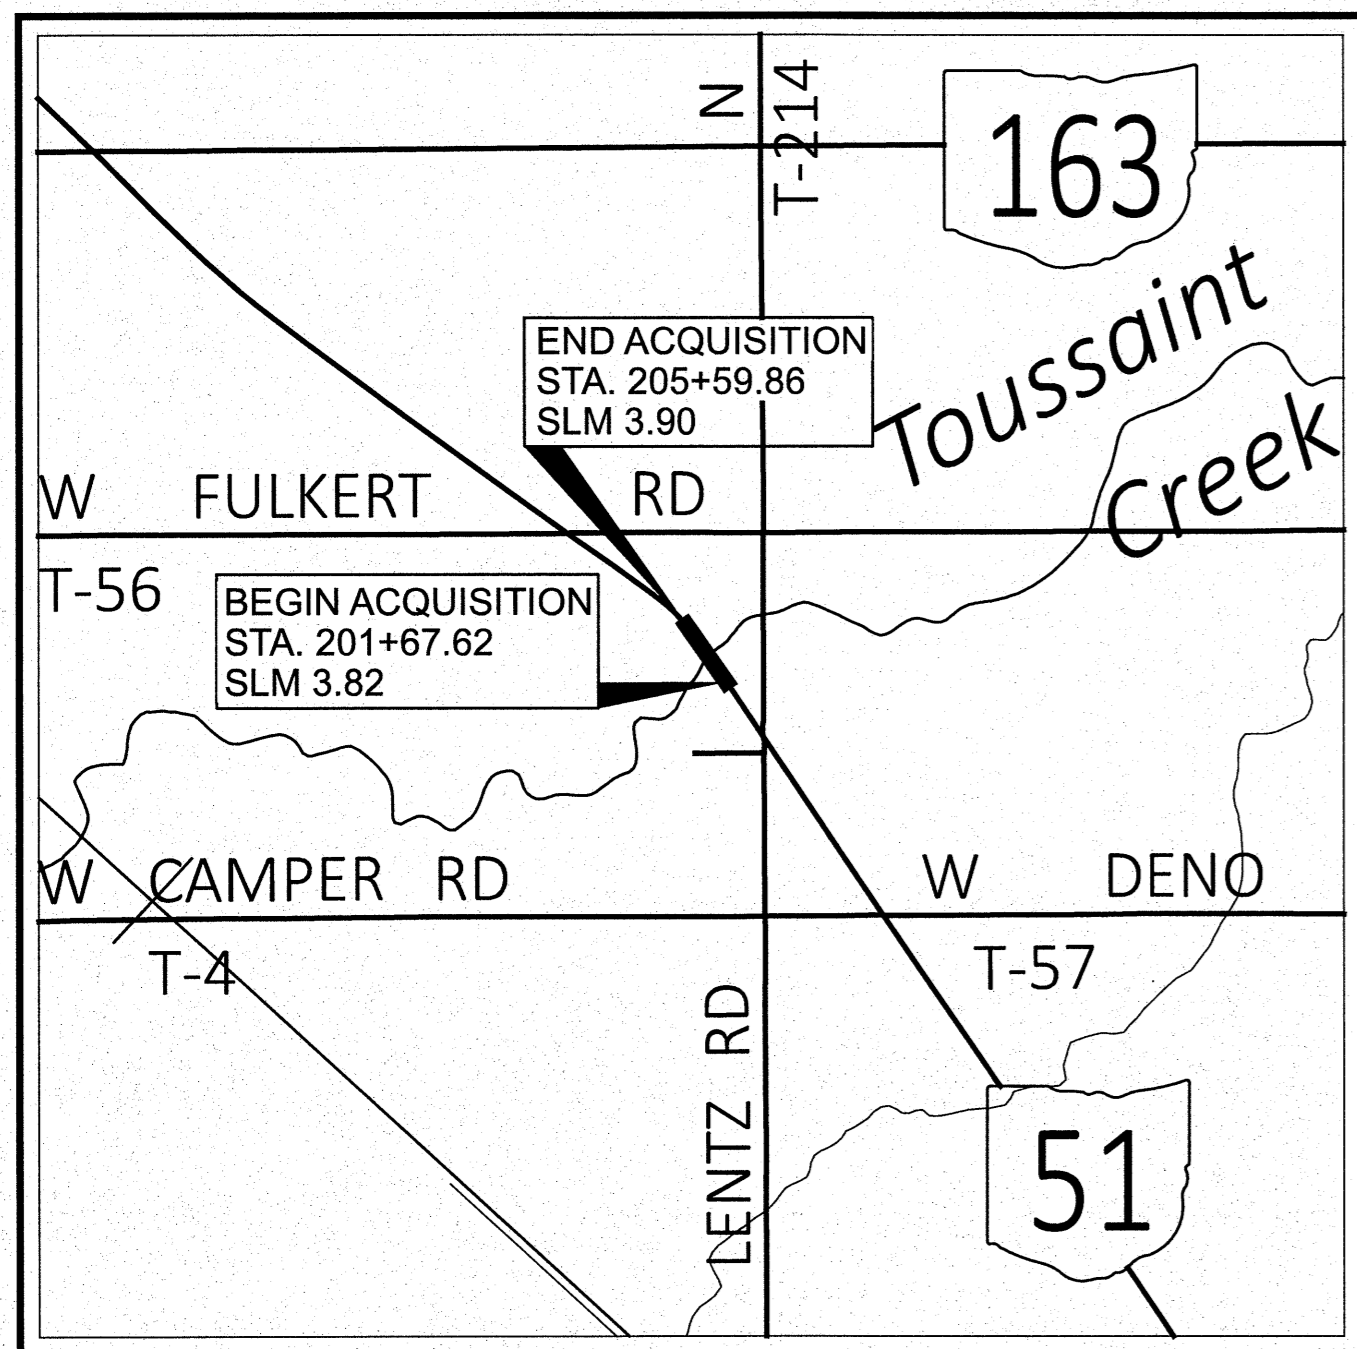 N
T-214
163
Toussaint
Creek
END ACQUISITION
STA. 205+59.86
SLM 3.90
W FULKERT RD
T-56
BEGIN ACQUISITION
STA. 201+67.62
SLM 3.82
W CAMPER RD
W DENO
T-4
T-57
LENTZ RD
51